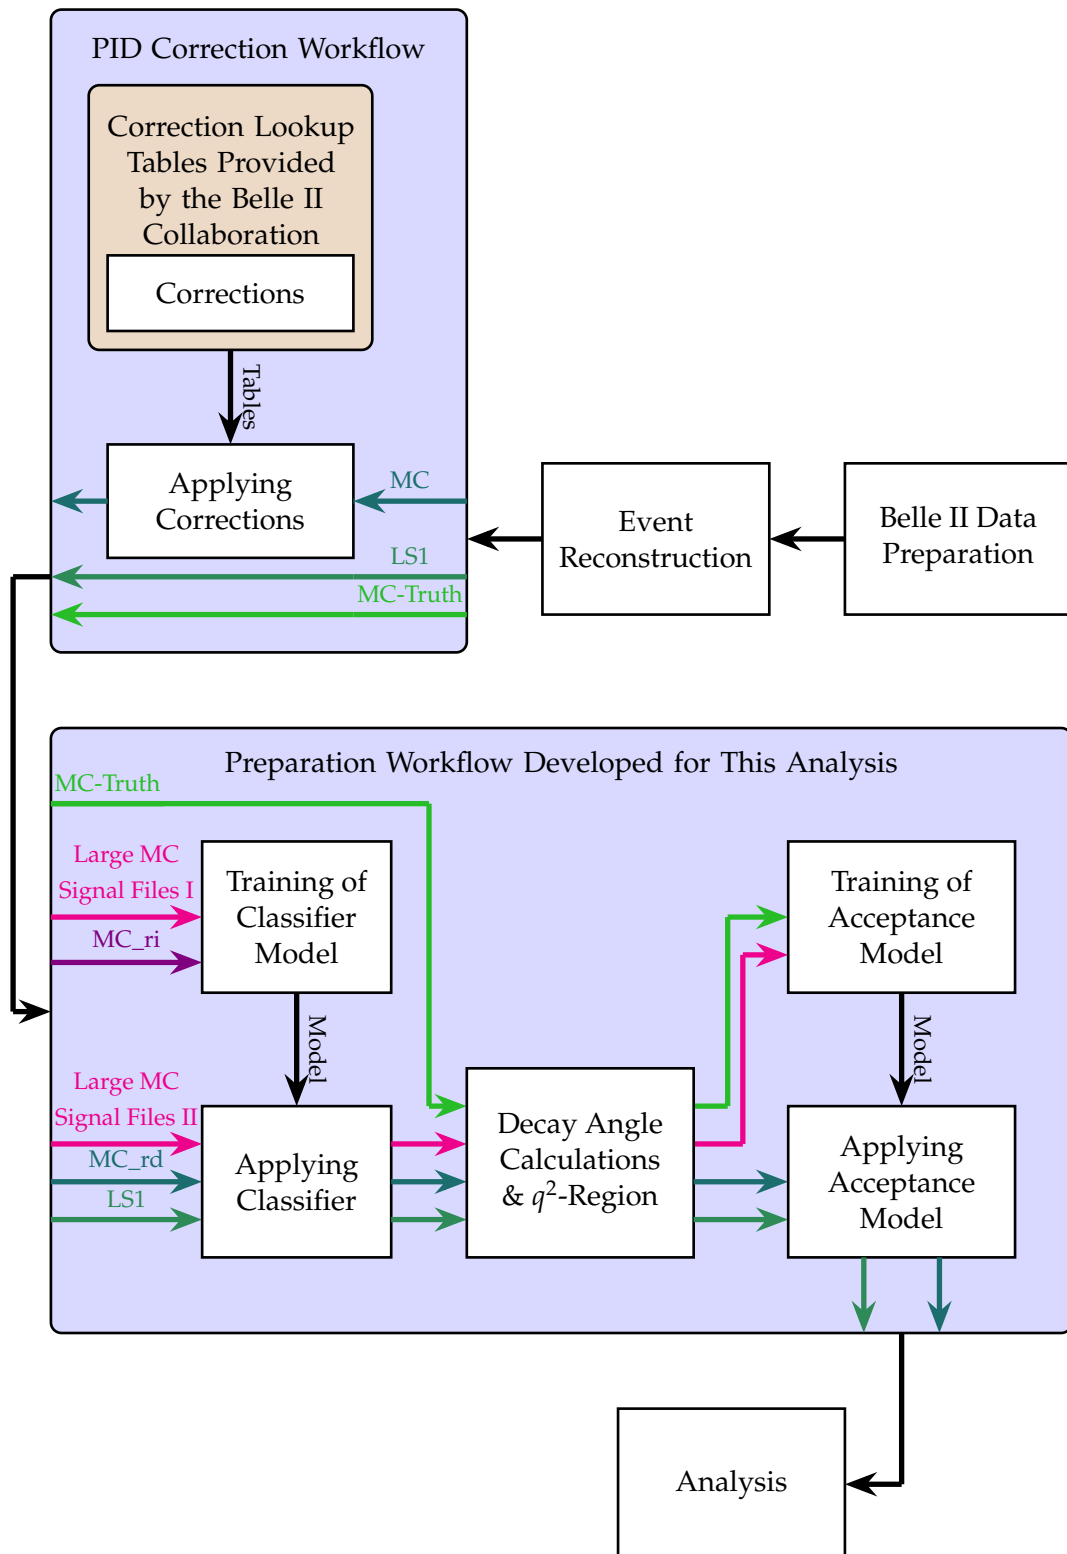 PID Correction Workflow
Correction Lookup
Tables Provided
by the Belle II
Collaboration
Corrections
Tables
Applying
Corrections
MC
LS1
MC-Truth
Event
Reconstruction
Belle II Data
Preparation
Preparation Workflow Developed for This Analysis
MC-Truth
Large MC
Signal Files I
MC_ri
Training of
Classifier
Model
Model
Large MC
Signal Files II
MC_rd
LS1
Applying
Classifier
Decay Angle
Calculations
& q²-Region
Training of
Acceptance
Model
Model
Applying
Acceptance
Model
Analysis